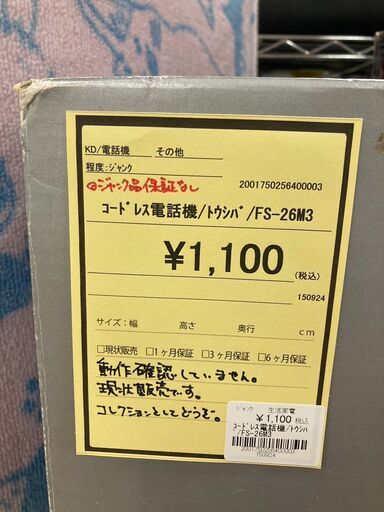 KD/電話機 その他
程度:ジャンク
@ジャンク品保証なし
2001750256400003
コードレス電話機/トウシバ/FS-26M3
¥1,100 (税込)
150924
サイズ:幅 高さ 奥行 cm
□現状販売 □1ヶ月保証 □3ヶ月保証 □6ヶ月保証
動作確認していません。
現状販売です。
コレクションとしてどうぞ。
ジャンク 生活家電
¥1,100 税込
コードレス電話機/トウシバ
/FS-26M3
2001750256400003
150924